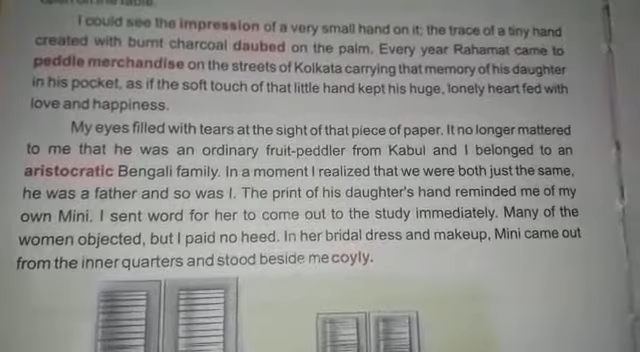 I could see the impression of a very small hand on it; the trace of a tiny hand
created with burnt charcoal daubed on the palm. Every year Rahamat came to
peddle merchandise on the streets of Kolkata carrying that memory of his daughter
in his pocket, as if the soft touch of that little hand kept his huge, lonely heart fed with
love and happiness.
My eyes filled with tears at the sight of that piece of paper. It no longer mattered
to me that he was an ordinary fruit-peddler from Kabul and I belonged to an
aristocratic Bengali family. In a moment I realized that we were both just the same,
he was a father and so was I. The print of his daughter's hand reminded me of my
own Mini. I sent word for her to come out to the study immediately. Many of the
women objected, but I paid no heed. In her bridal dress and makeup, Mini came out
from the inner quarters and stood beside me coyly.